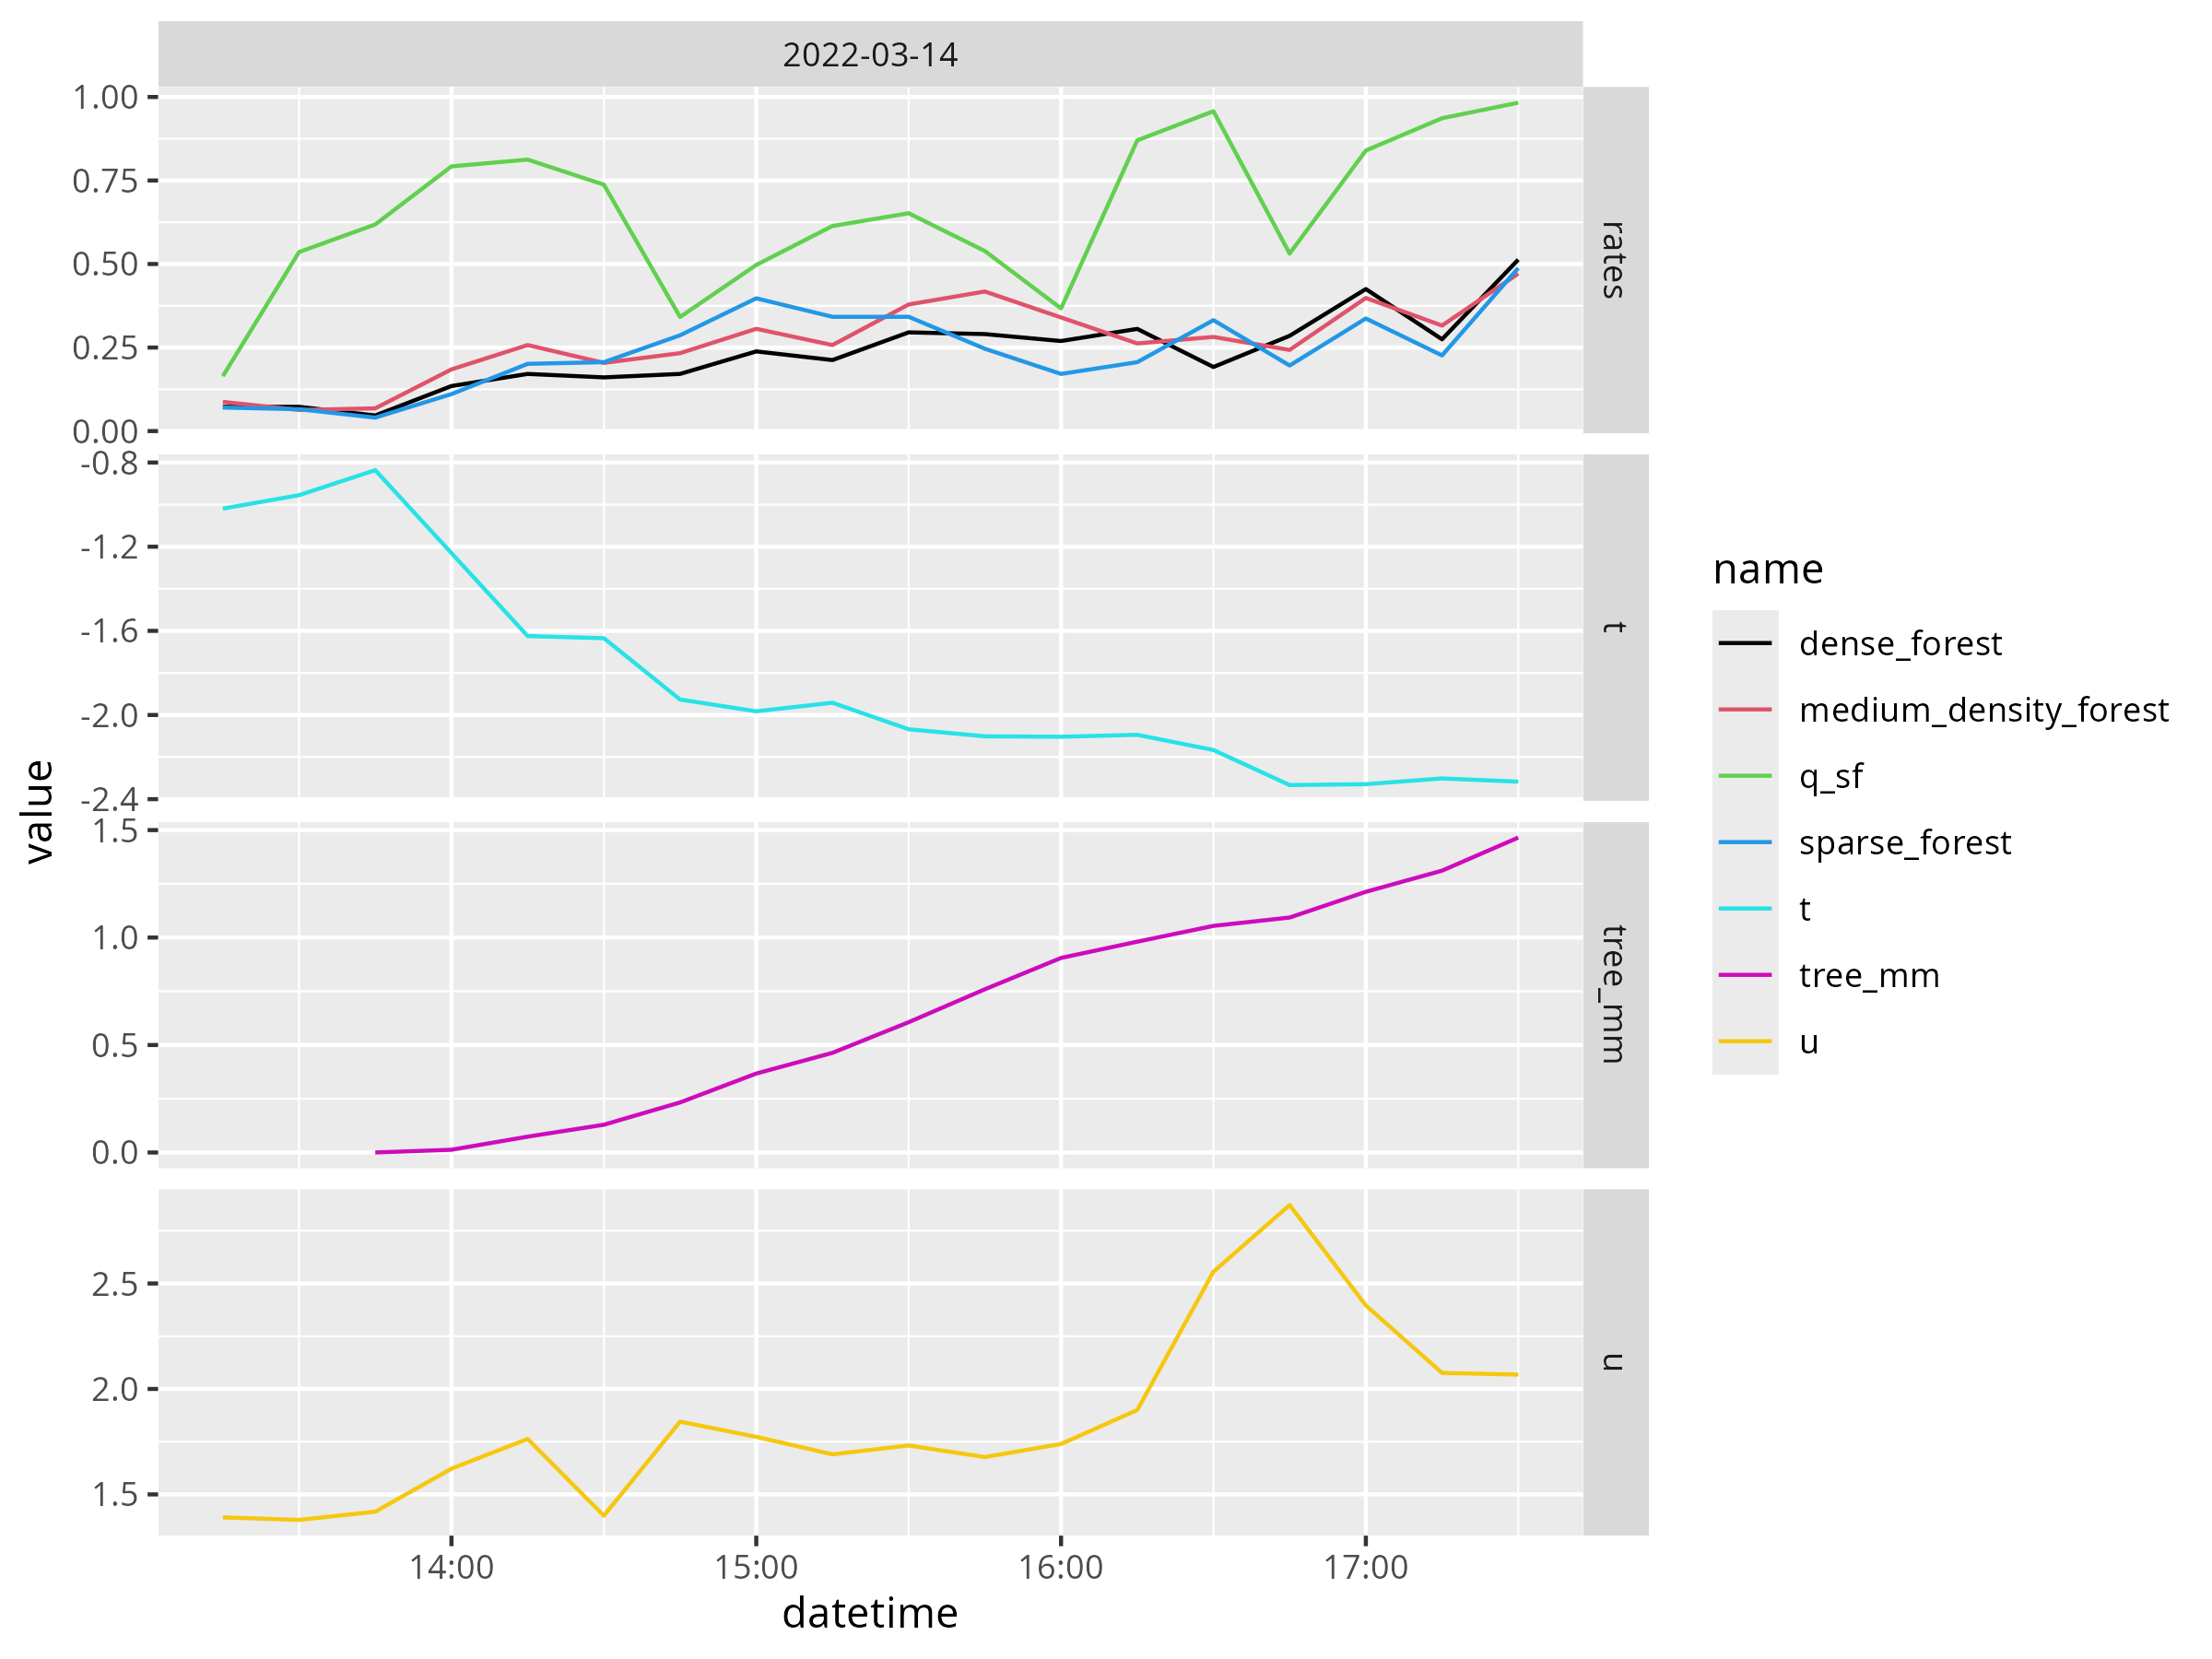 2022-03-14
1.00
0.75
0.50
0.25
0.00
rates
-0.8
-1.2
-1.6
-2.0
-2.4
t
1.5
1.0
0.5
0.0
tree_mm
2.5
2.0
1.5
u
14:00 15:00 16:00 17:00
datetime
value
name
dense_forest
medium_density_forest
q_sf
sparse_forest
t
tree_mm
u